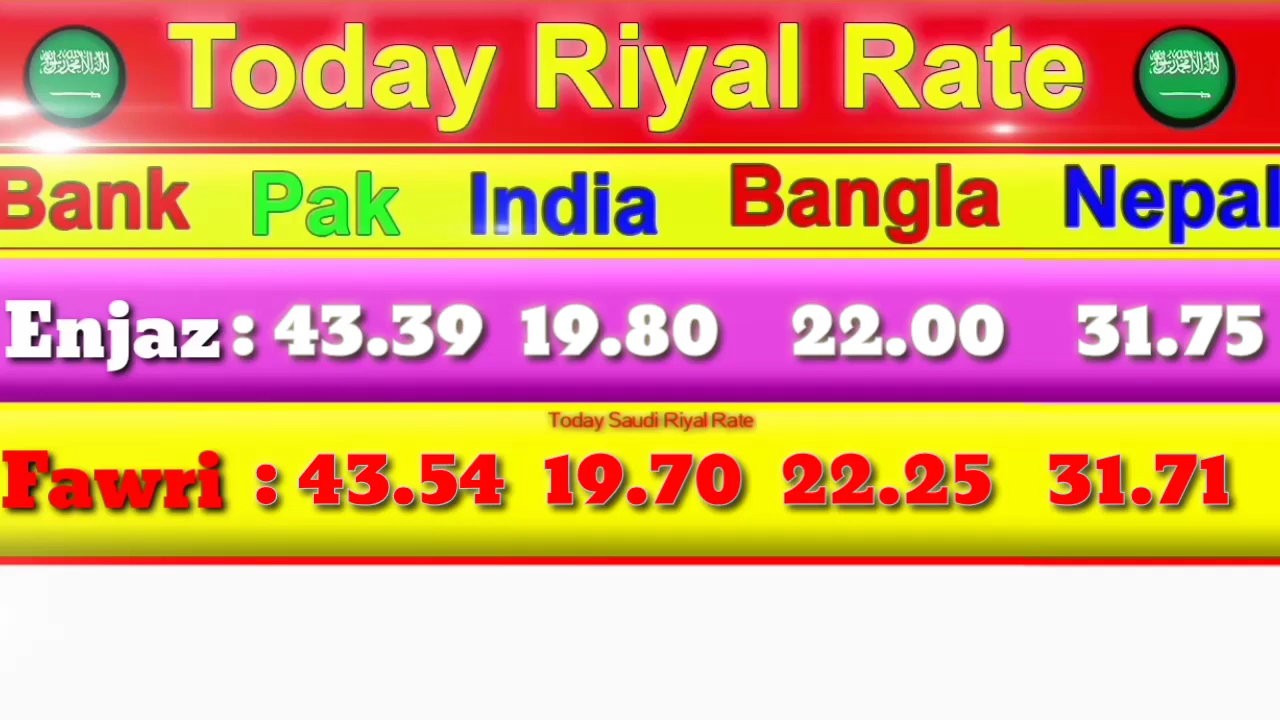 Today Riyal Rate
Bank Pak India Bangla Nepal
Enjaz : 43.39 19.80 22.00 31.75
Today Saudi Riyal Rate
Fawri : 43.54 19.70 22.25 31.71